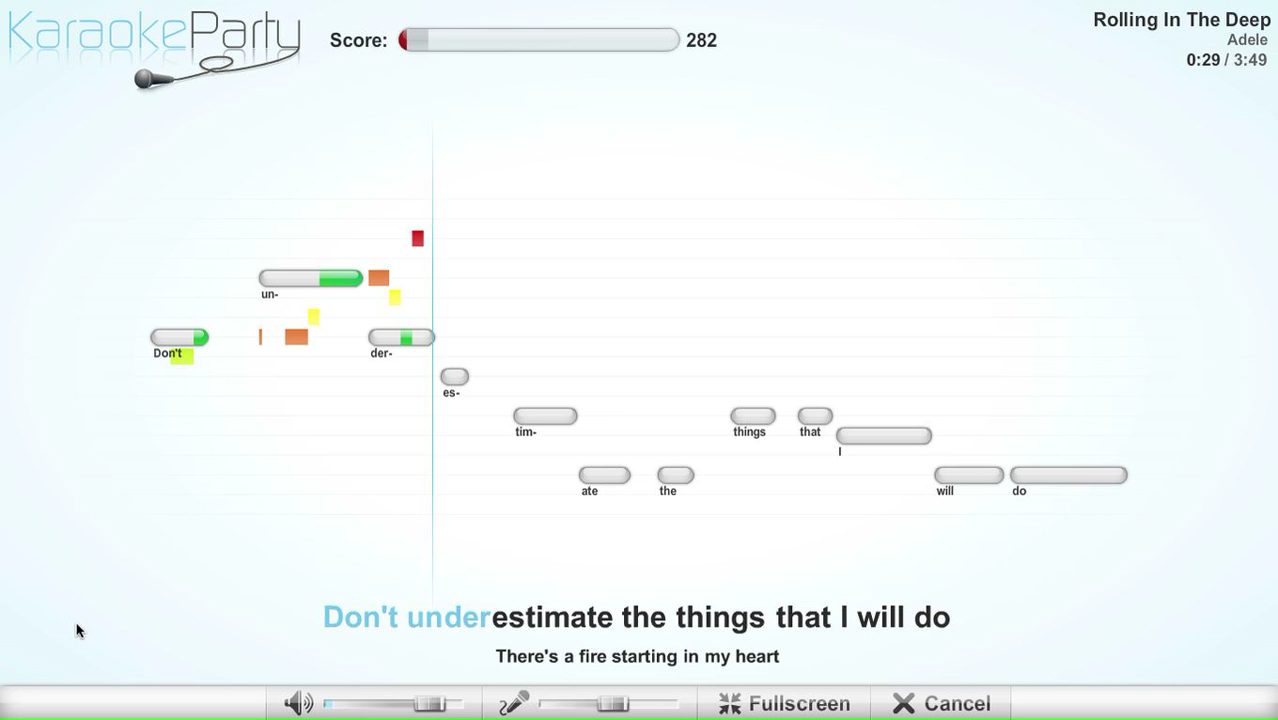 KaraokeParty
Score: 282
Rolling In The Deep
Adele
0:29 / 3:49
un-
Don't
der-
es-
tim-
things
that
I
ate
the
will
do
Don't underestimate the things that I will do
There's a fire starting in my heart
Fullscreen
Cancel